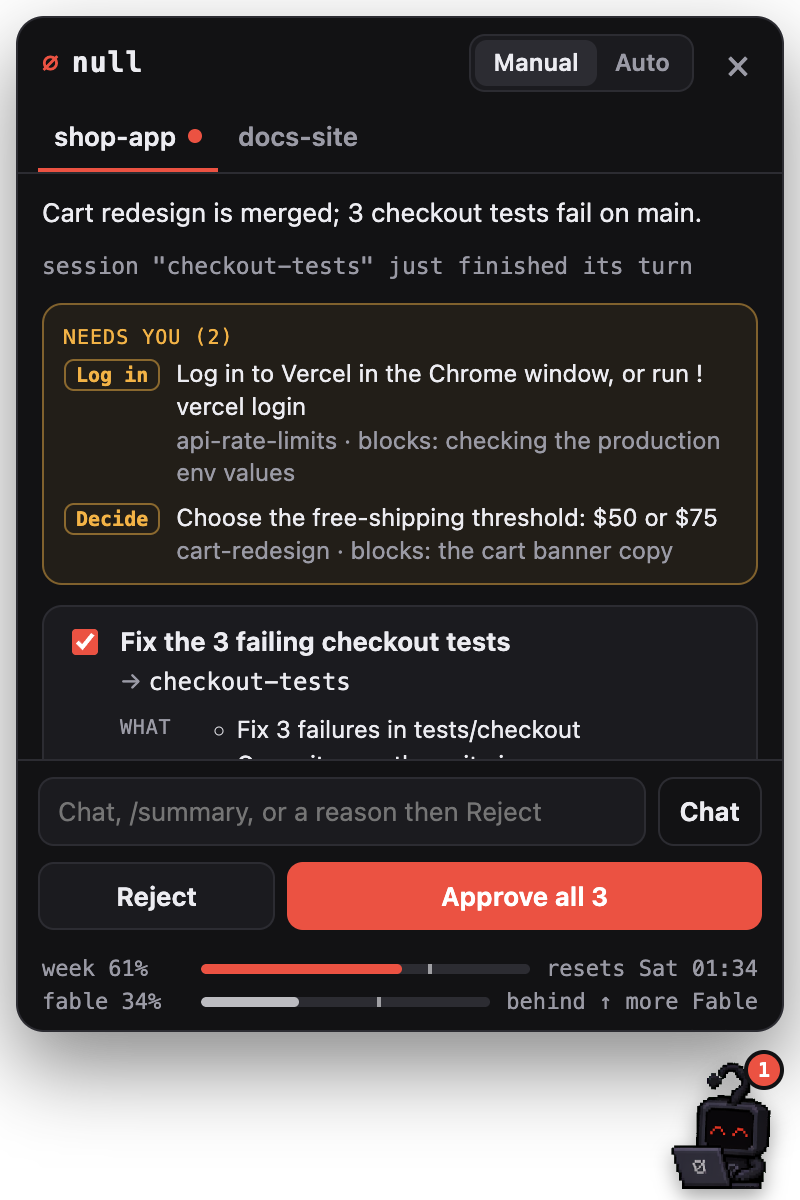 ø null
Manual Auto ×
shop-app docs-site
Cart redesign is merged; 3 checkout tests fail on main.
session "checkout-tests" just finished its turn
NEEDS YOU (2)
Log in Log in to Vercel in the Chrome window, or run !
vercel login
api-rate-limits · blocks: checking the production
env values
Decide Choose the free-shipping threshold: $50 or $75
cart-redesign · blocks: the cart banner copy
Fix the 3 failing checkout tests
→ checkout-tests
WHAT ○ Fix 3 failures in tests/checkout
Chat, /summary, or a reason then Reject Chat
Reject Approve all 3
week 61% resets Sat 01:34
fable 34% behind ↑ more Fable
1
Ø